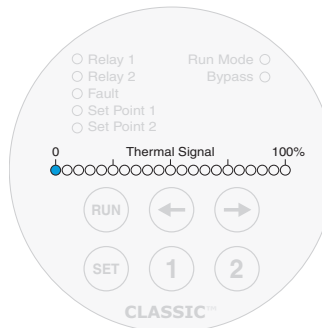 Relay 1 Run Mode
Relay 2 Bypass
Fault
Set Point 1
Set Point 2
0 Thermal Signal 100%
RUN
SET 1 2
CLASSIC™